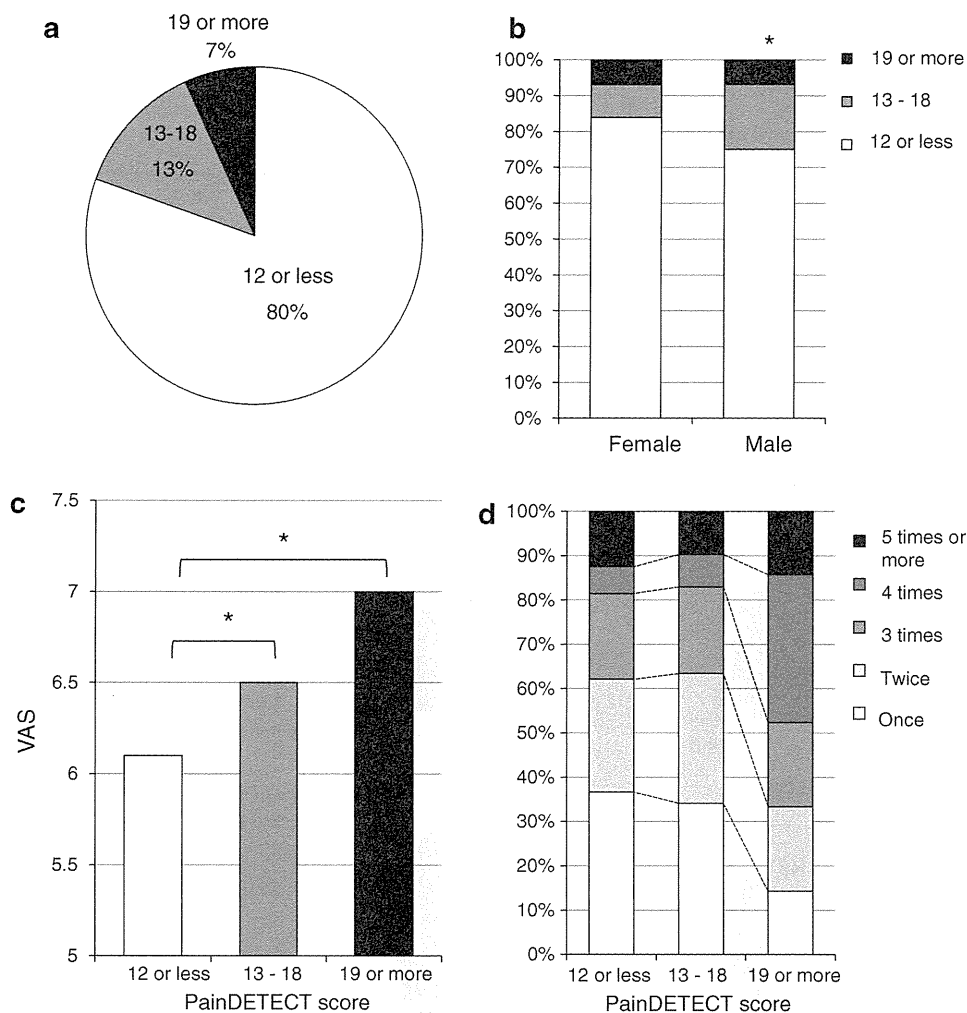 a
19 or more
7%
13-18
13%
12 or less
80%
b
*
100%
90%
80%
70%
60%
50%
40%
30%
20%
10%
0%
Female
Male
19 or more
13 - 18
12 or less
c
7.5
7
6.5
6
5.5
5
VAS
*
*
12 or less
13 - 18
19 or more
PainDETECT score
d
100%
90%
80%
70%
60%
50%
40%
30%
20%
10%
0%
12 or less
13 - 18
19 or more
PainDETECT score
5 times or
more
4 times
3 times
Twice
Once